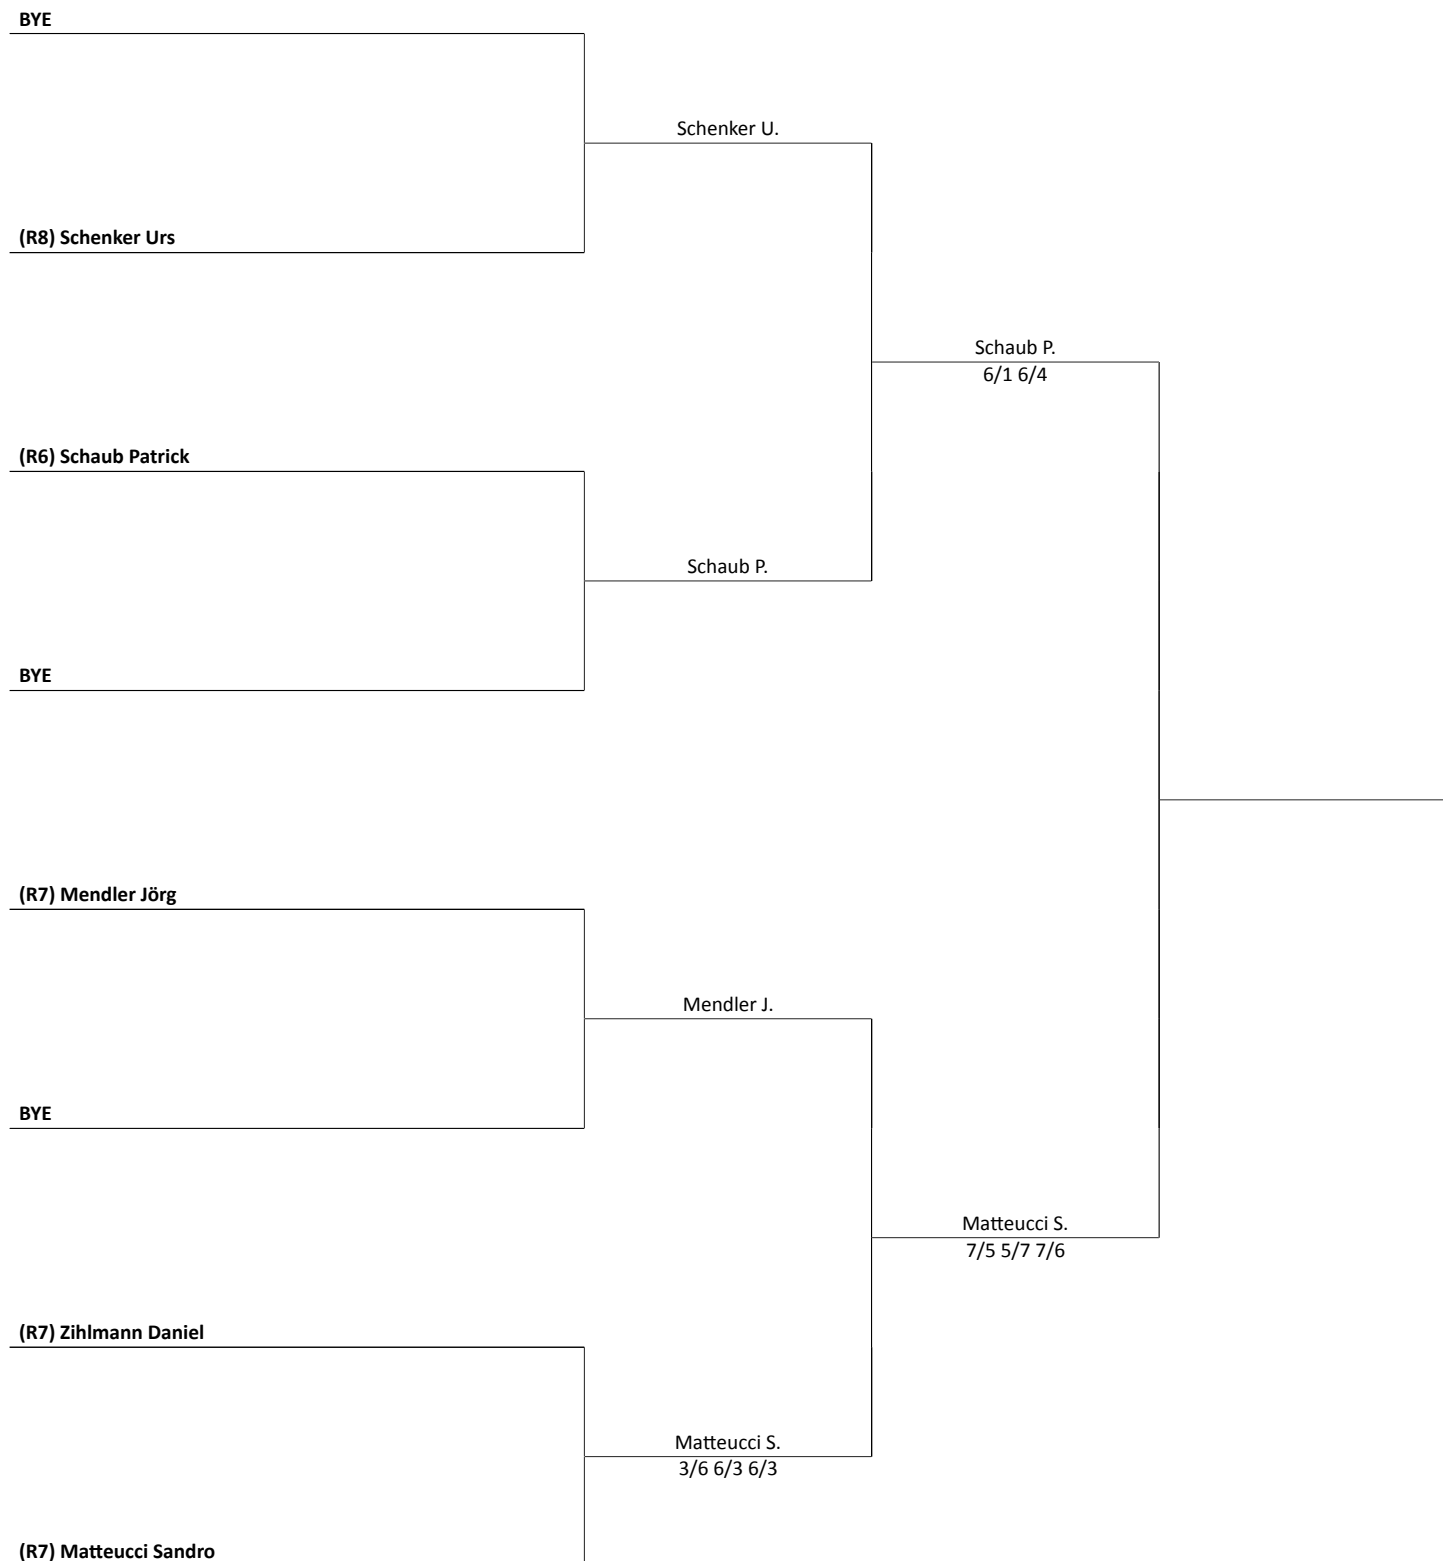 BYE
Schenker U.
(R8) Schenker Urs
Schaub P.
6/1 6/4
(R6) Schaub Patrick
Schaub P.
BYE
(R7) Mendler Jörg
Mendler J.
BYE
Matteucci S.
7/5 5/7 7/6
(R7) Zihlmann Daniel
Matteucci S.
3/6 6/3 6/3
(R7) Matteucci Sandro